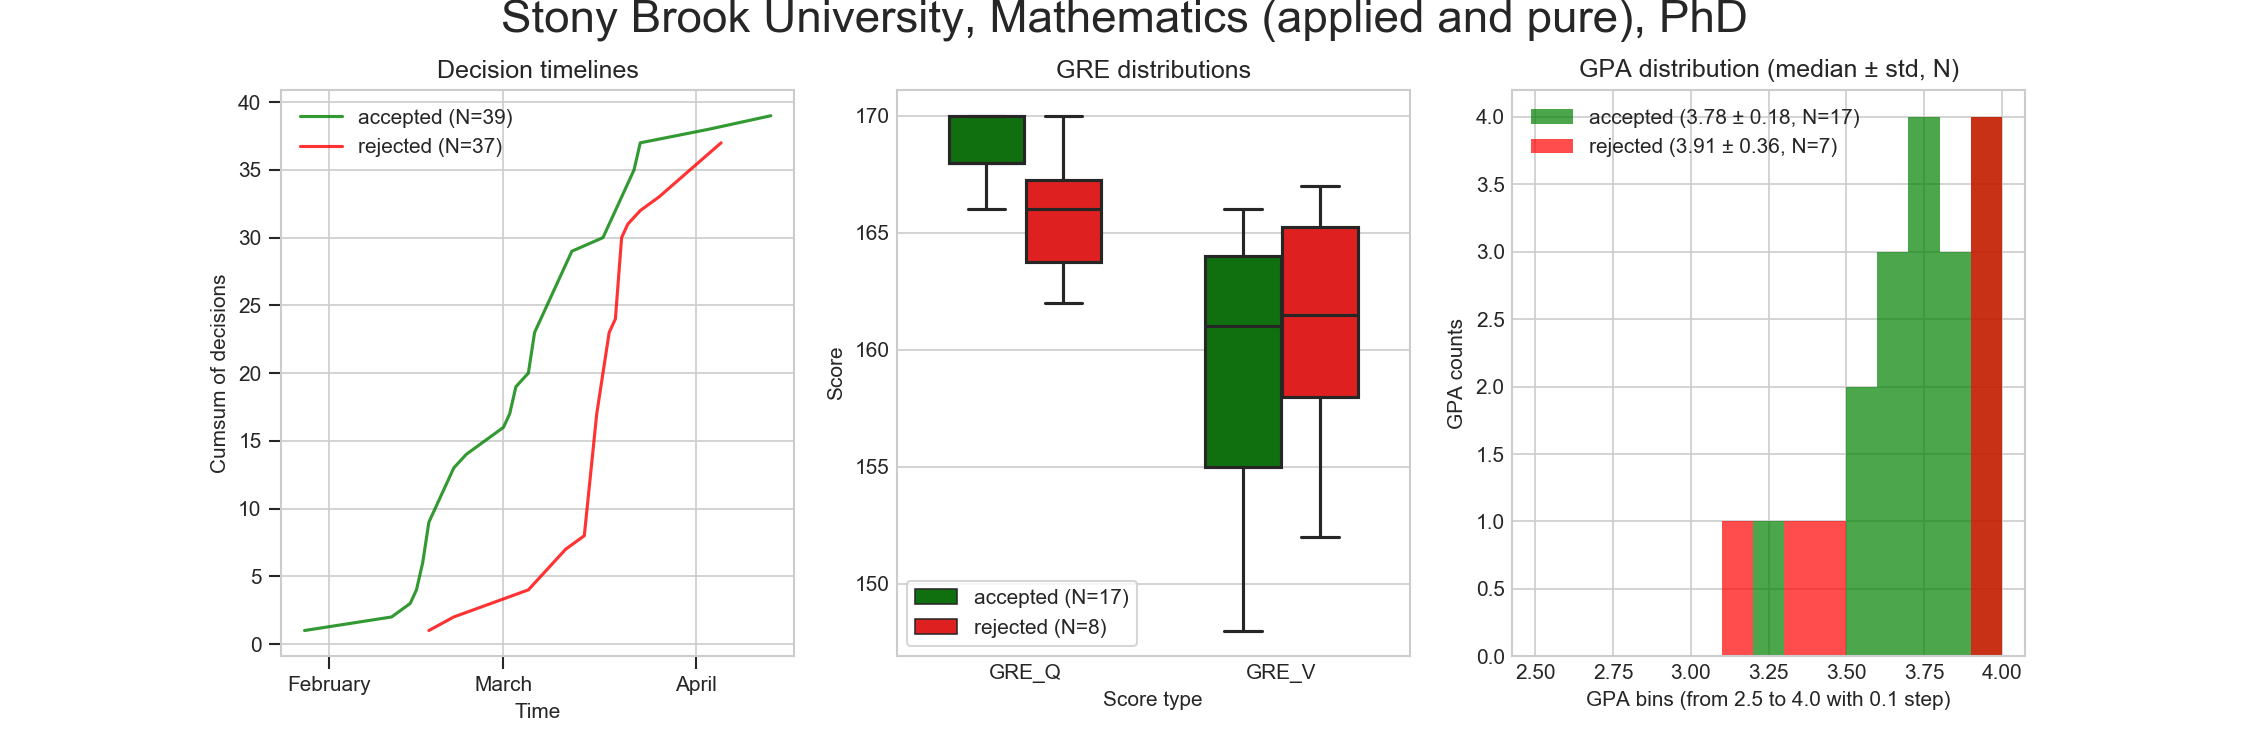 Stony Brook University, Mathematics (applied and pure), PhD
Decision timelines
accepted (N=39)
rejected (N=37)
40
35
30
25
20
15
10
5
0
Cumsum of decisions
February
March
April
Time
GRE distributions
170
165
160
155
150
Score
accepted (N=17)
rejected (N=8)
GRE_Q
GRE_V
Score type
GPA distribution (median ± std, N)
accepted (3.78 ± 0.18, N=17)
rejected (3.91 ± 0.36, N=7)
4.0
3.5
3.0
2.5
2.0
1.5
1.0
0.5
0.0
GPA counts
2.50
2.75
3.00
3.25
3.50
3.75
4.00
GPA bins (from 2.5 to 4.0 with 0.1 step)